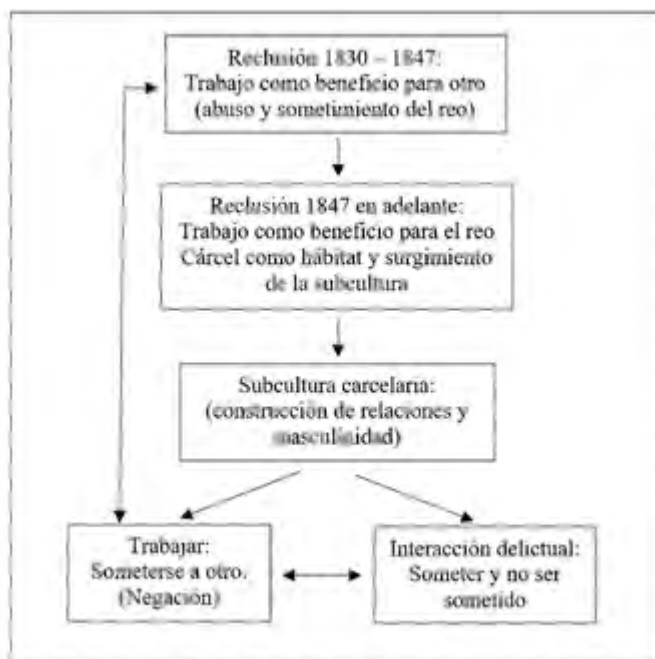 Reclusión 1830 – 1847:
Trabajo como beneficio para otro
(abuso y sometimiento del reo)
Reclusión 1847 en adelante:
Trabajo como beneficio para el reo
Cárcel como hábitat y surgimiento
de la subcultura
Subcultura carcelaria:
(construcción de relaciones y
masculinidad)
Trabajar:
Someterse a otro.
(Negación)
Interacción delictual:
Someter y no ser
sometido